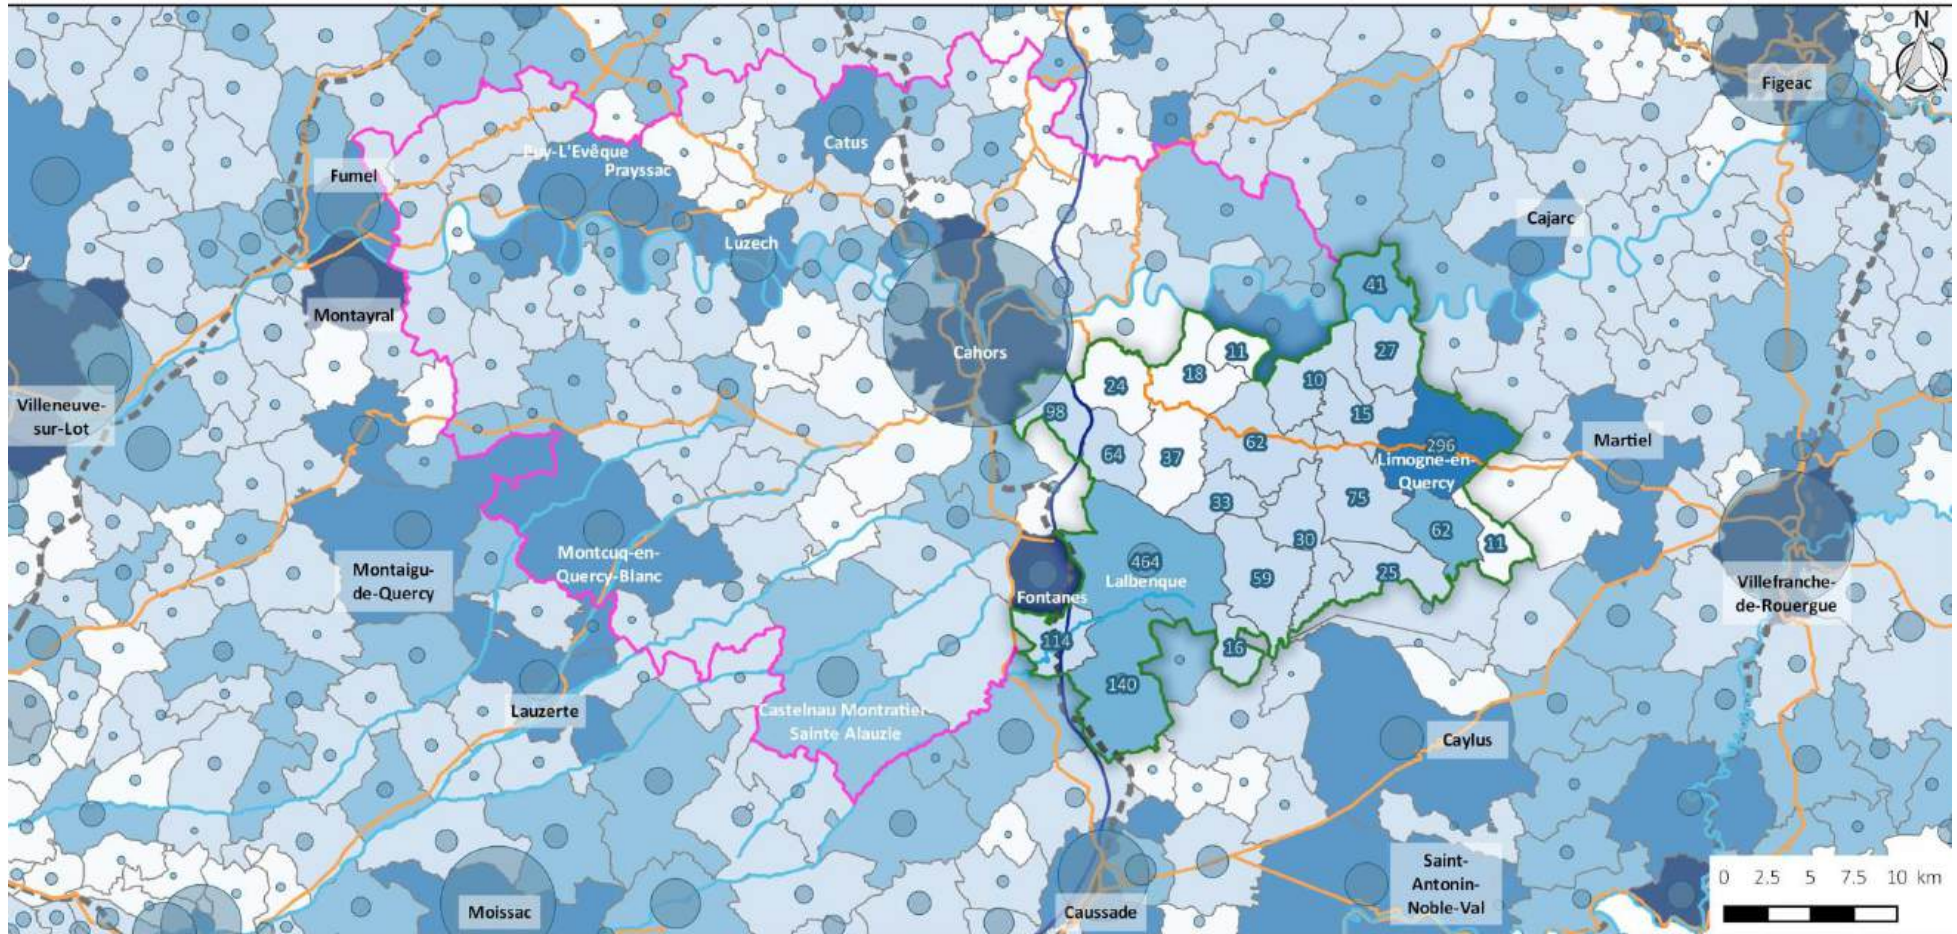 N
Figeac
Catus
Puy-L'Evêque
Prayssac
Fumel
Cajarc
Luzech
41
Montayral
Cahors
11
27
18
24
10
Villeneuve-
sur-Lot
98
15
62
296
Martiel
64
37
Limogne-en-
Quercy
33
75
62
11
30
Montcuq-en-
Quercy-Blanc
464
Lalbenque
59
25
Montaigu-
de-Quercy
Fontanes
Villefranche-
de-Rouergue
114
16
140
Lauzerte
Castelnau Montratier-
Sainte Alauzie
Caylus
Saint-
Antonin-
Noble-Val
0 2.5 5 7.5 10 km
Moissac
Caussade